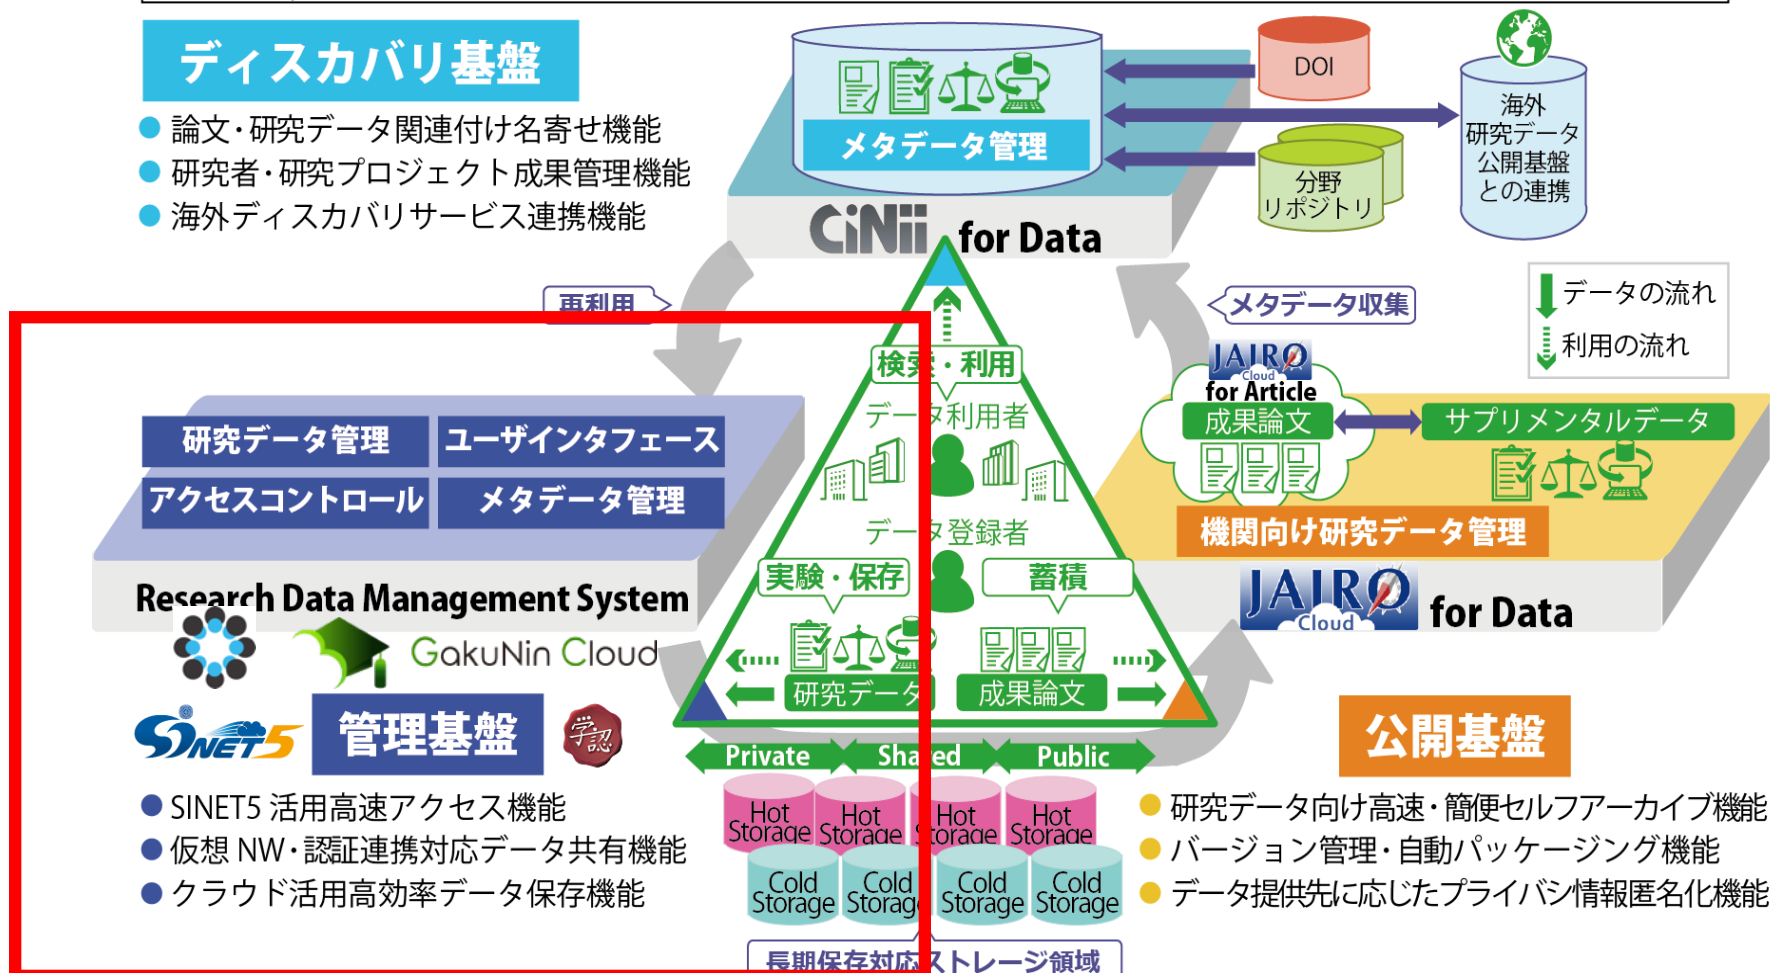 ディスカバリ基盤
● 論文・研究データ関連付け名寄せ機能
● 研究者・研究プロジェクト成果管理機能
● 海外ディスカバリサービス連携機能
メタデータ管理
CiNii for Data
DOI
分野
リポジトリ
海外
研究データ
公開基盤
との連携
再利用
メタデータ収集
データの流れ
利用の流れ
検索・利用
データ利用者
データ登録者
実験・保存
蓄積
研究データ
成果論文
研究データ管理
ユーザインタフェース
アクセスコントロール
メタデータ管理
Research Data Management System
GakuNin Cloud
SINET5
管理基盤
学認
● SINET5 活用高速アクセス機能
● 仮想 NW・認証連携対応データ共有機能
● クラウド活用高効率データ保存機能
JAIRO
Cloud
for Article
成果論文
サプリメンタルデータ
機関向け研究データ管理
JAIRO
Cloud
for Data
公開基盤
● 研究データ向け高速・簡便セルフアーカイブ機能
● バージョン管理・自動パッケージング機能
● データ提供先に応じたプライバシ情報匿名化機能
Private
Shared
Public
Hot
Storage
Hot
Storage
Hot
Storage
Hot
Storage
Cold
Storage
Cold
Storage
Cold
Storage
Cold
Storage
長期保存対応ストレージ領域